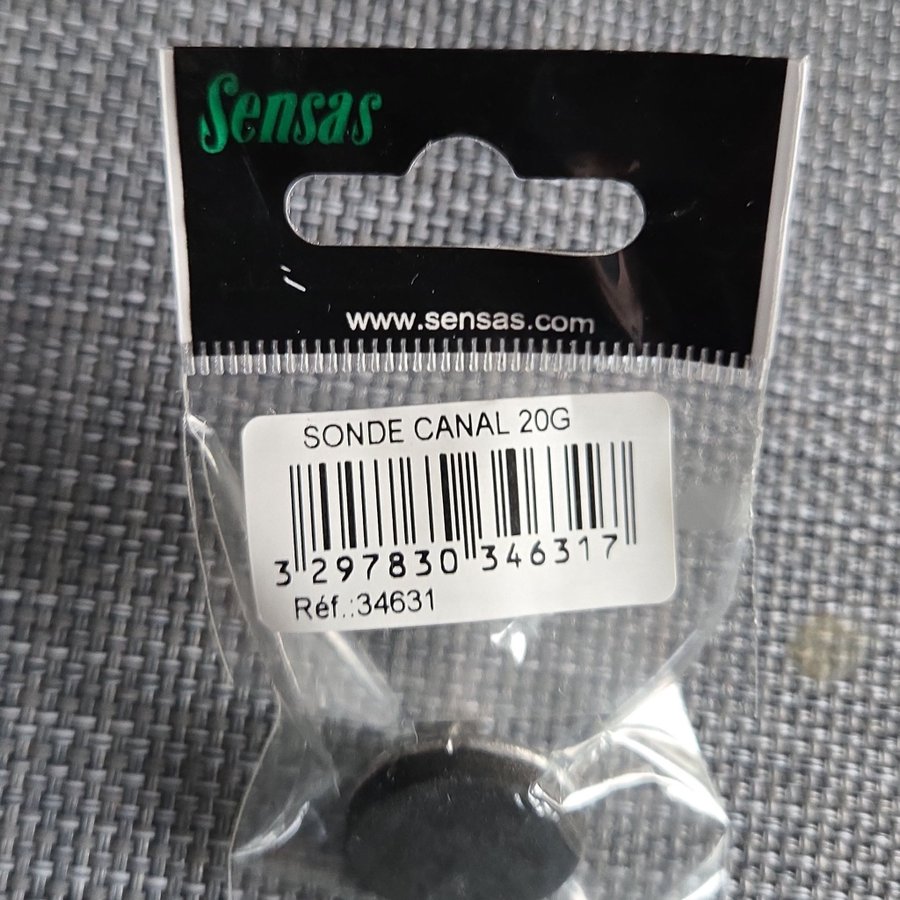 Sensas
www.sensas.com
SONDE CANAL 20G
3 297830 346317
Réf.:34631